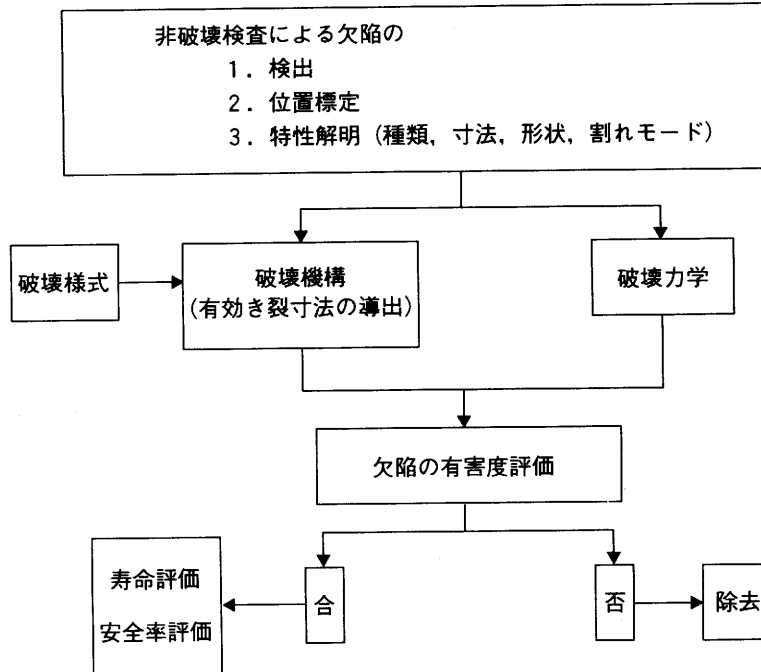 非破壊検査による欠陥の
1．検出
2．位置標定
3．特性解明（種類，寸法，形状，割れモード）
破壊様式
破壊機構
（有効き裂寸法の導出）
破壊力学
欠陥の有害度評価
寿命評価
安全率評価
合
否
除去